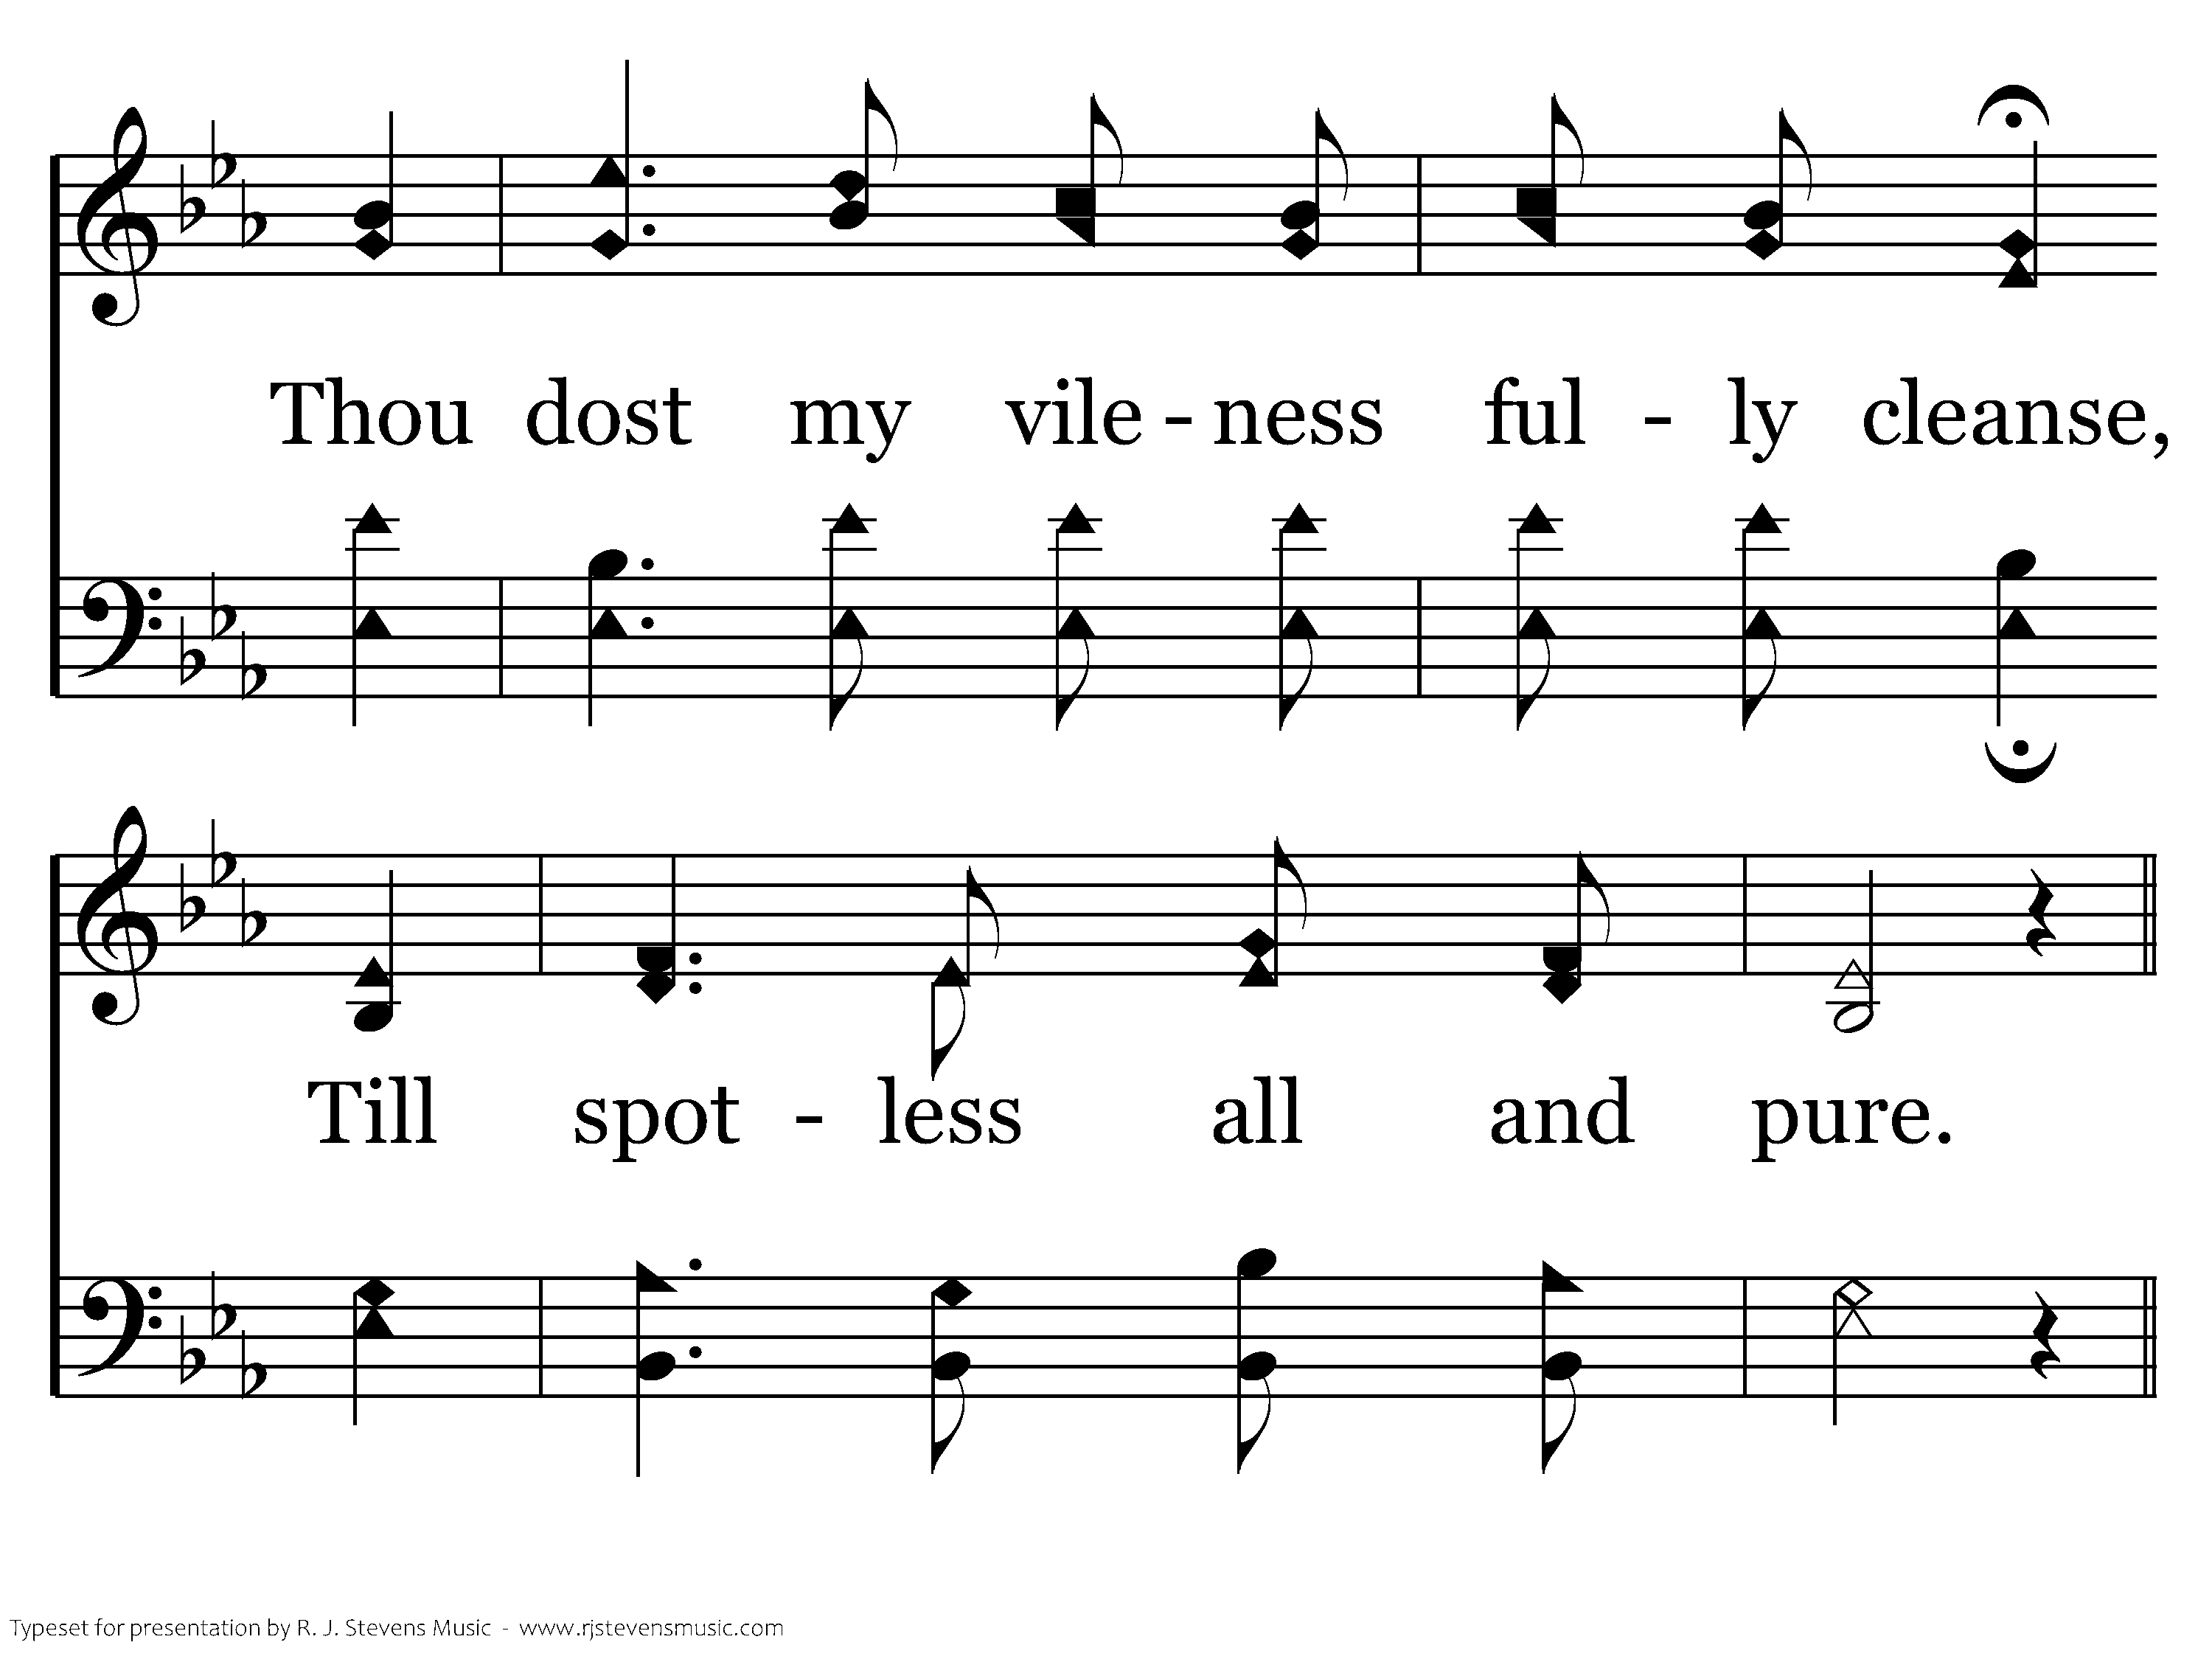 Thou dost my vile - ness ful - ly cleanse,
Till spot - less all and pure.
Typeset for presentation by R. J. Stevens Music - www.rjstevensmusic.com